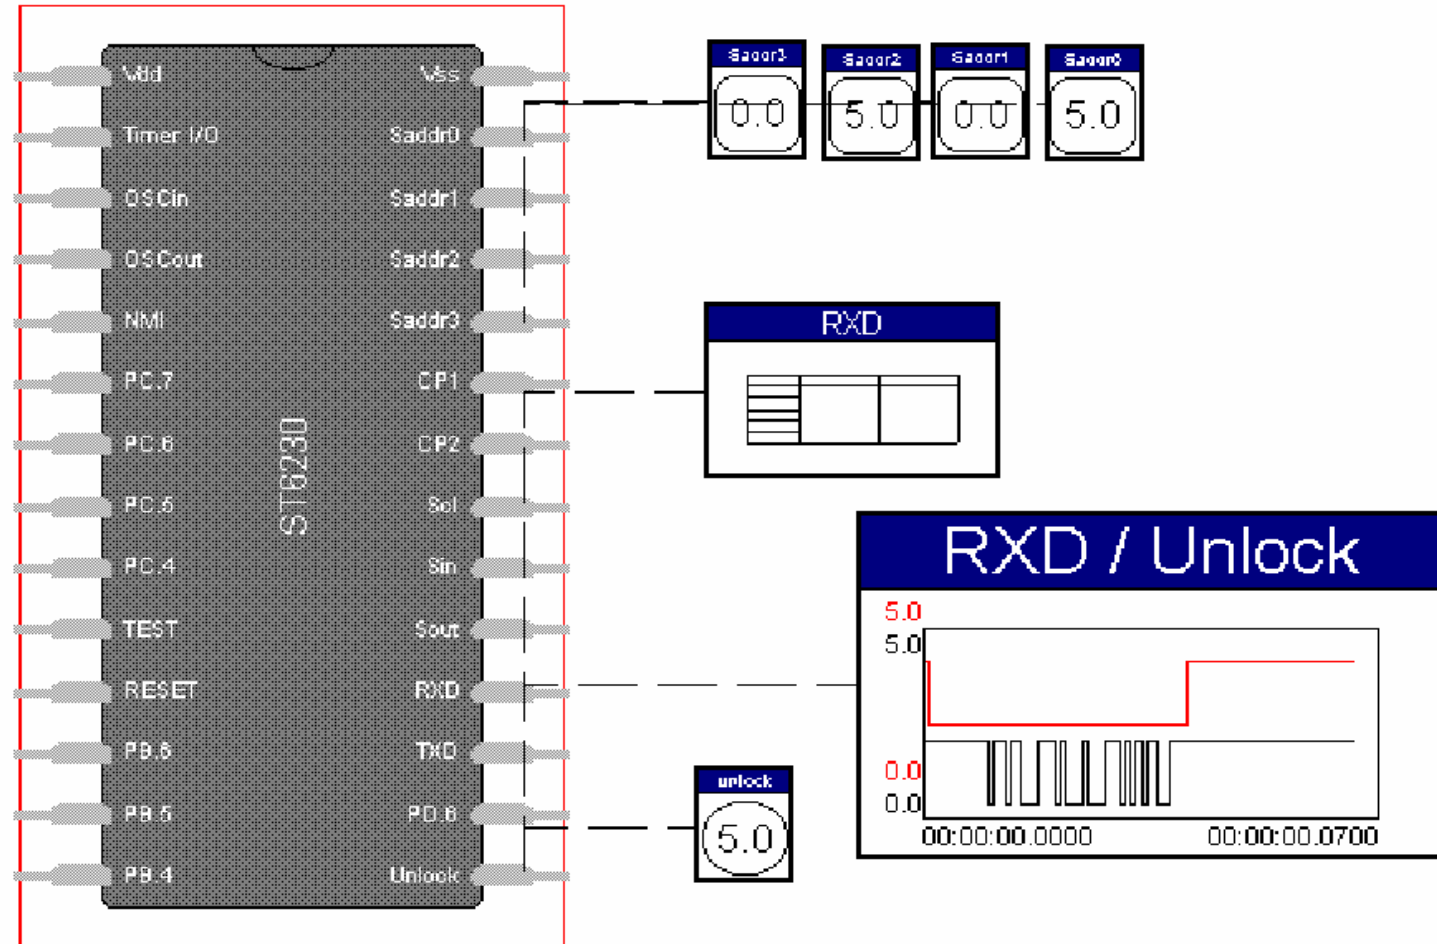 Vdd
Timer I/O
OSCin
OSCout
NMI
PC.7
PC.6
PC.5
PC.4
TEST
RESET
PB.6
PB.5
PB.4
ST6230
Vss
Saddr0
Saddr1
Saddr2
Saddr3
CP1
CP2
Scl
Sin
Sout
RXD
TXD
PD.6
Unlock
Saddr3 Saddr2 Saddr1 Saddr0
0.0 5.0 0.0 5.0
RXD
RXD / Unlock
5.0
5.0
0.0
0.0
00:00:00.0000 00:00:00.0700
unlock
5.0